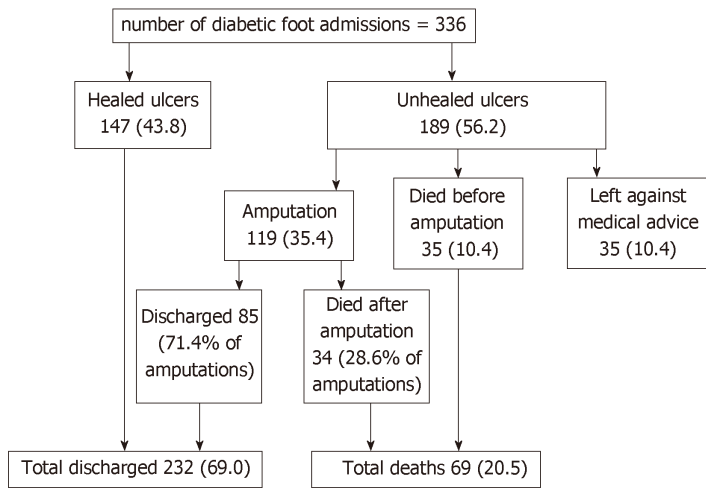 number of diabetic foot admissions = 336
Healed ulcers
147 (43.8)
Unhealed ulcers
189 (56.2)
Amputation
119 (35.4)
Died before
amputation
35 (10.4)
Left against
medical advice
35 (10.4)
Discharged 85
(71.4% of
amputations)
Died after
amputation
34 (28.6% of
amputations)
Total discharged 232 (69.0)
Total deaths 69 (20.5)